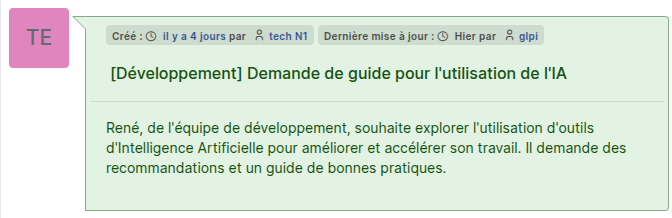 TE
Créé : il y a 4 jours par tech N1 Dernière mise à jour : Hier par glpi
[Développement] Demande de guide pour l'utilisation de l'IA
René, de l'équipe de développement, souhaite explorer l'utilisation d'outils
d'Intelligence Artificielle pour améliorer et accélérer son travail. Il demande des
recommandations et un guide de bonnes pratiques.